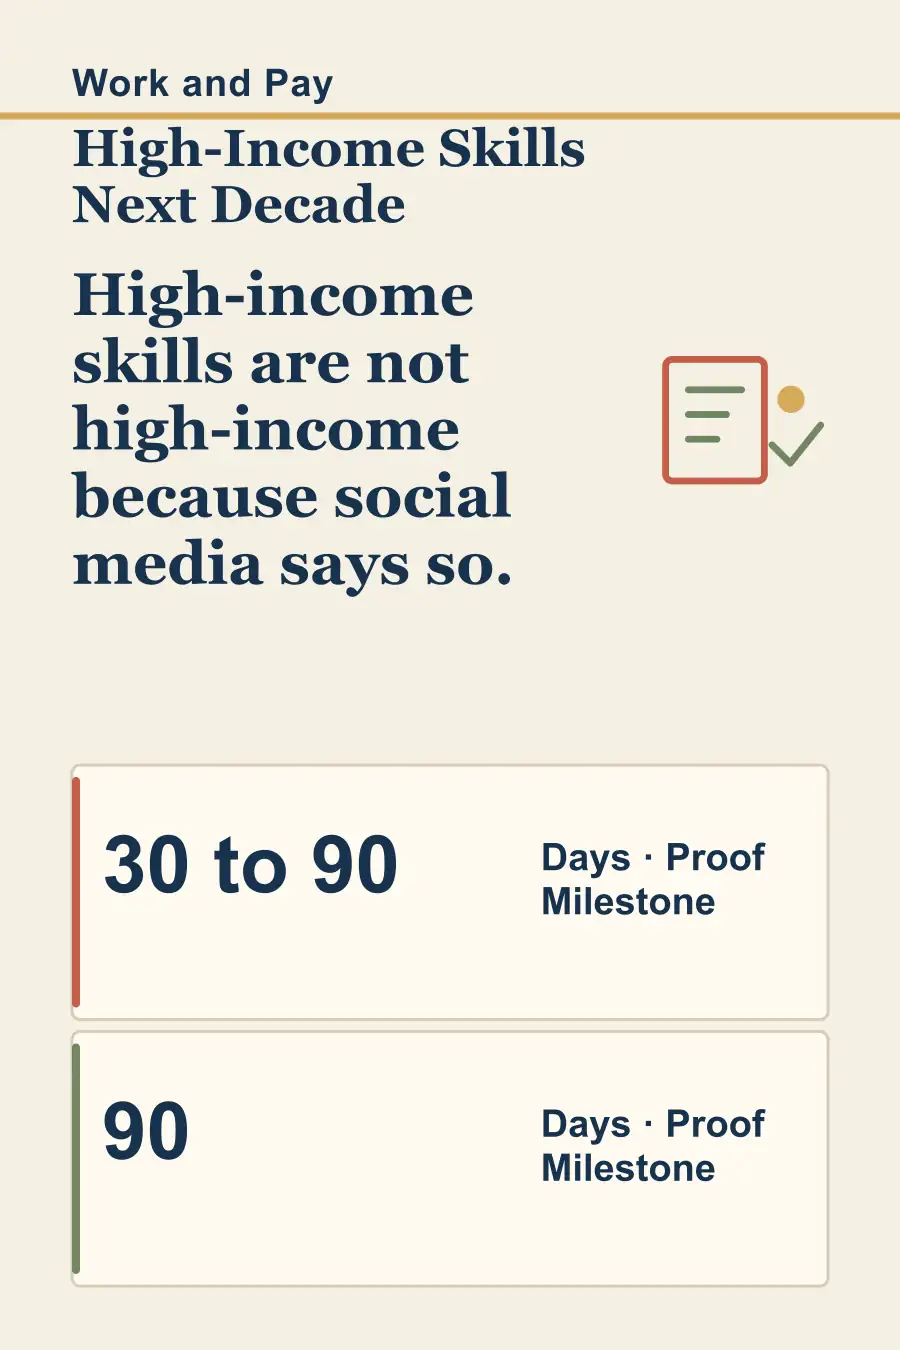 Work and Pay
High-Income Skills
Next Decade
High-income
skills are not
high-income
because social
media says so.
30 to 90
Days · Proof
Milestone
90
Days · Proof
Milestone